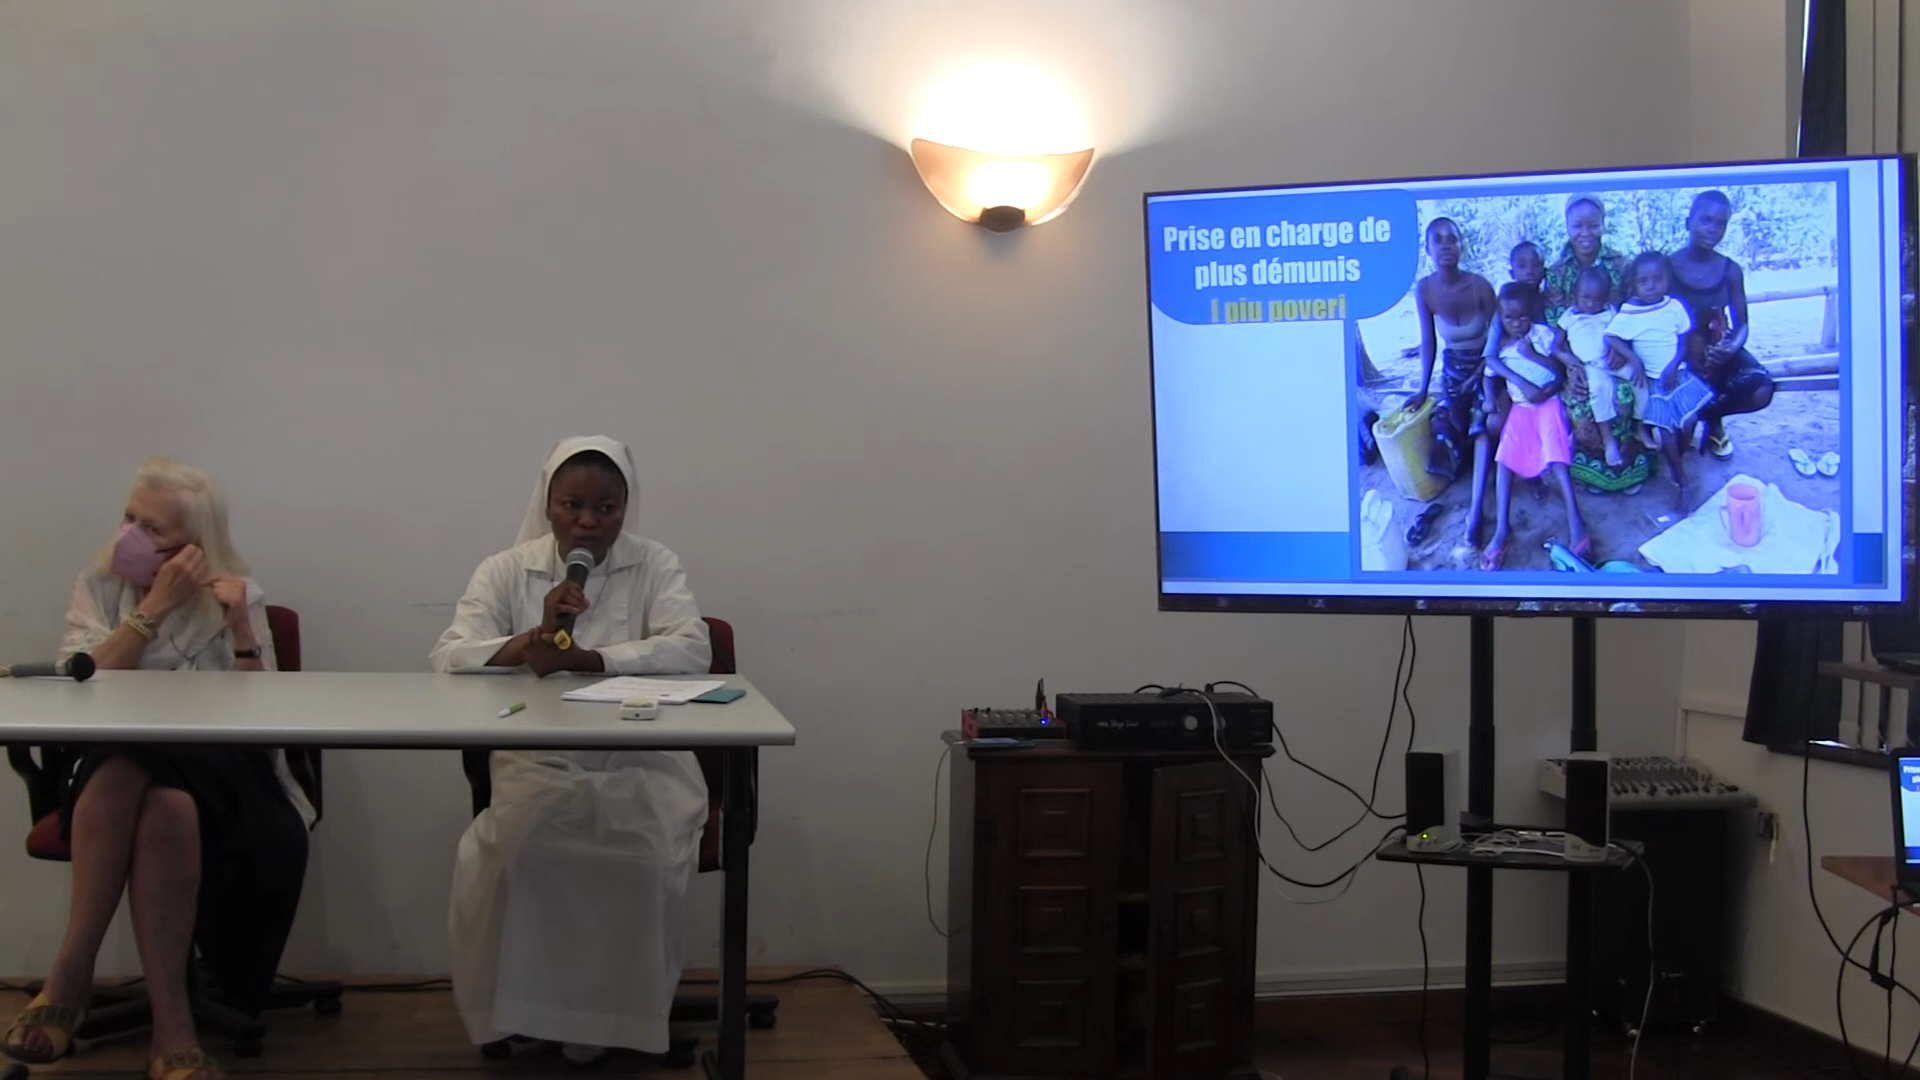 Prise en charge de
plus démunis
I piu poveri